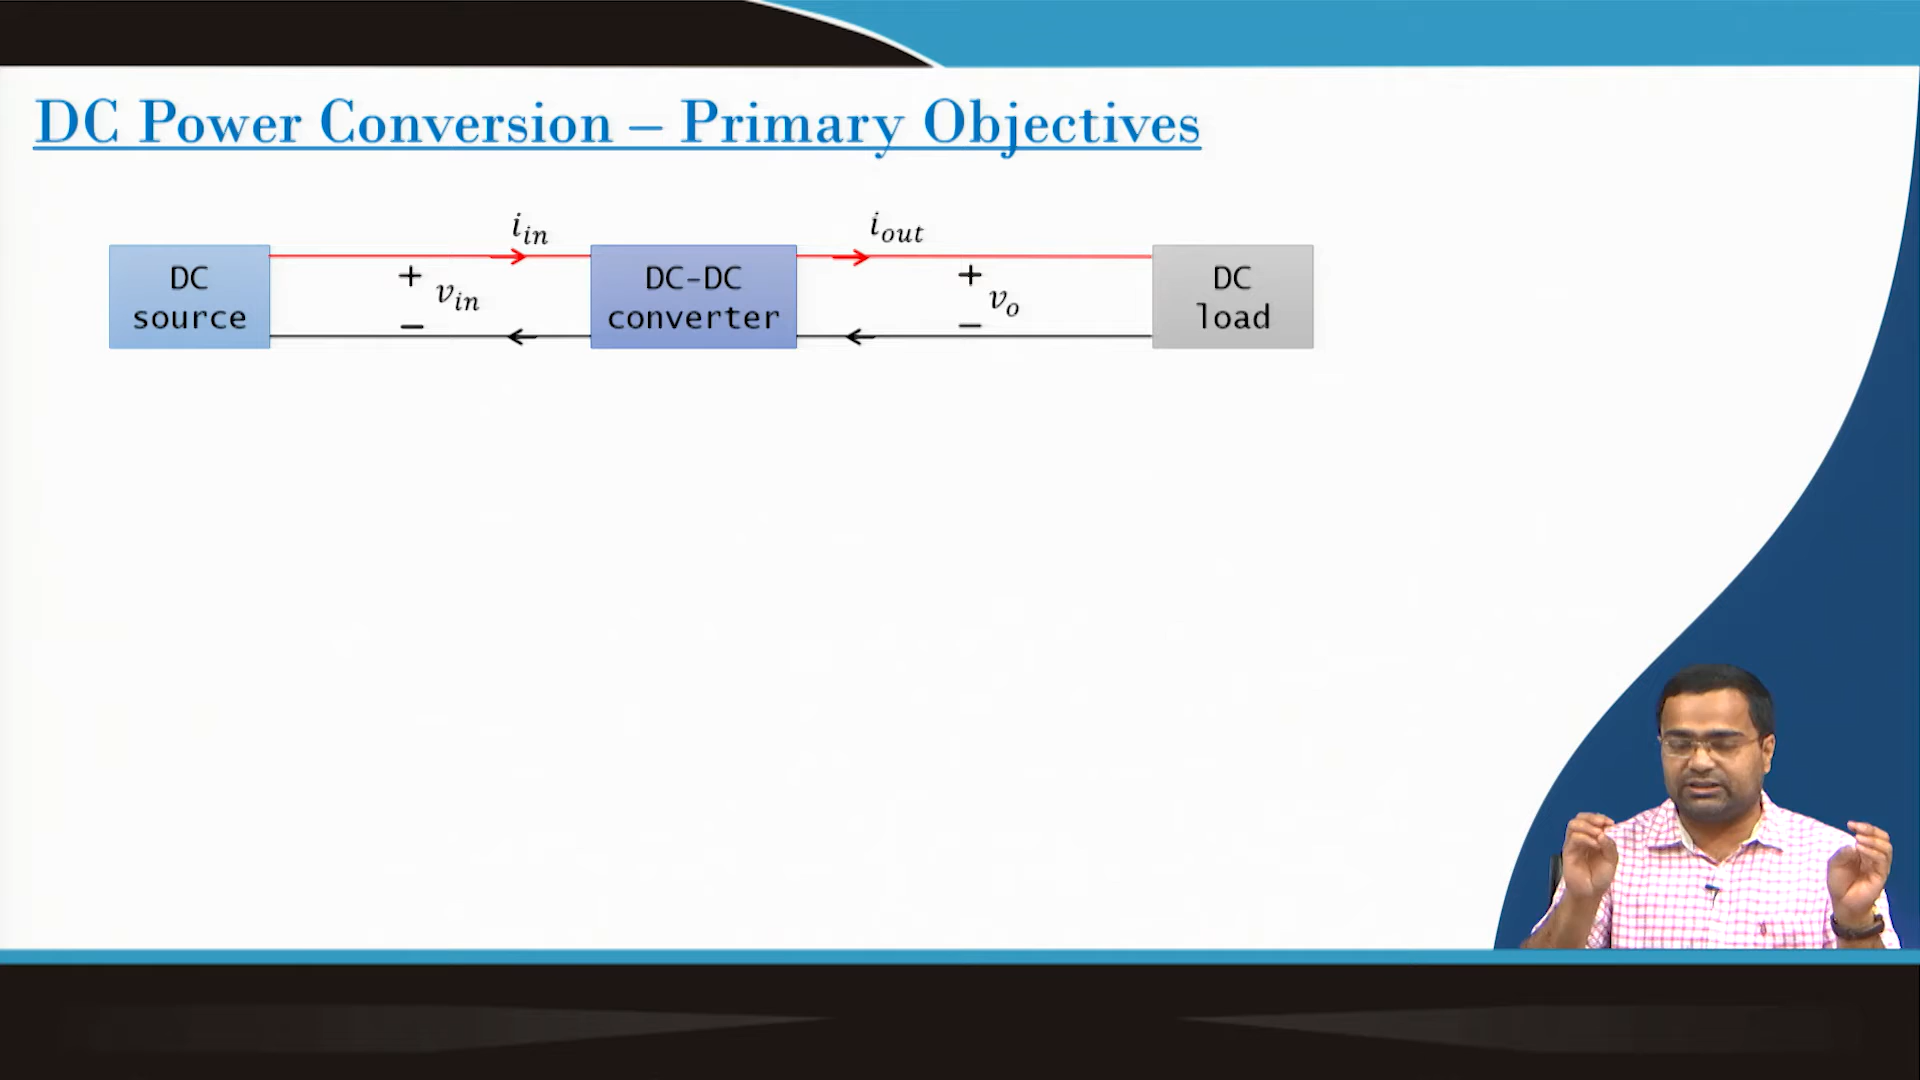 DC Power Conversion – Primary Objectives
i_in
i_out
DC
source
+
v_in
−
DC-DC
converter
+
v_o
−
DC
load